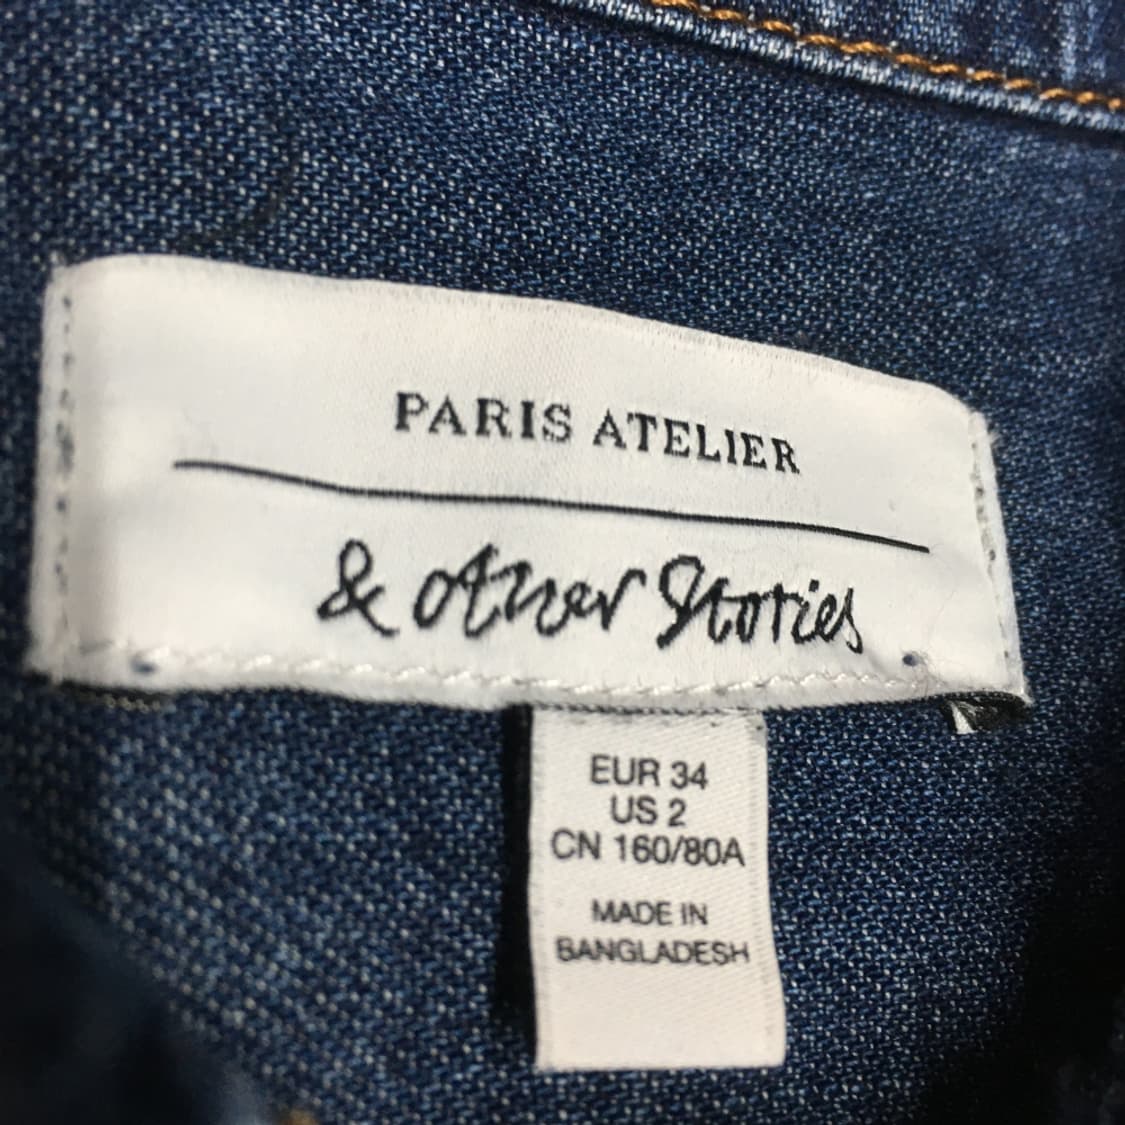 PARIS ATELIER
& other Stories
EUR 34
US 2
CN 160/80A
MADE IN
BANGLADESH